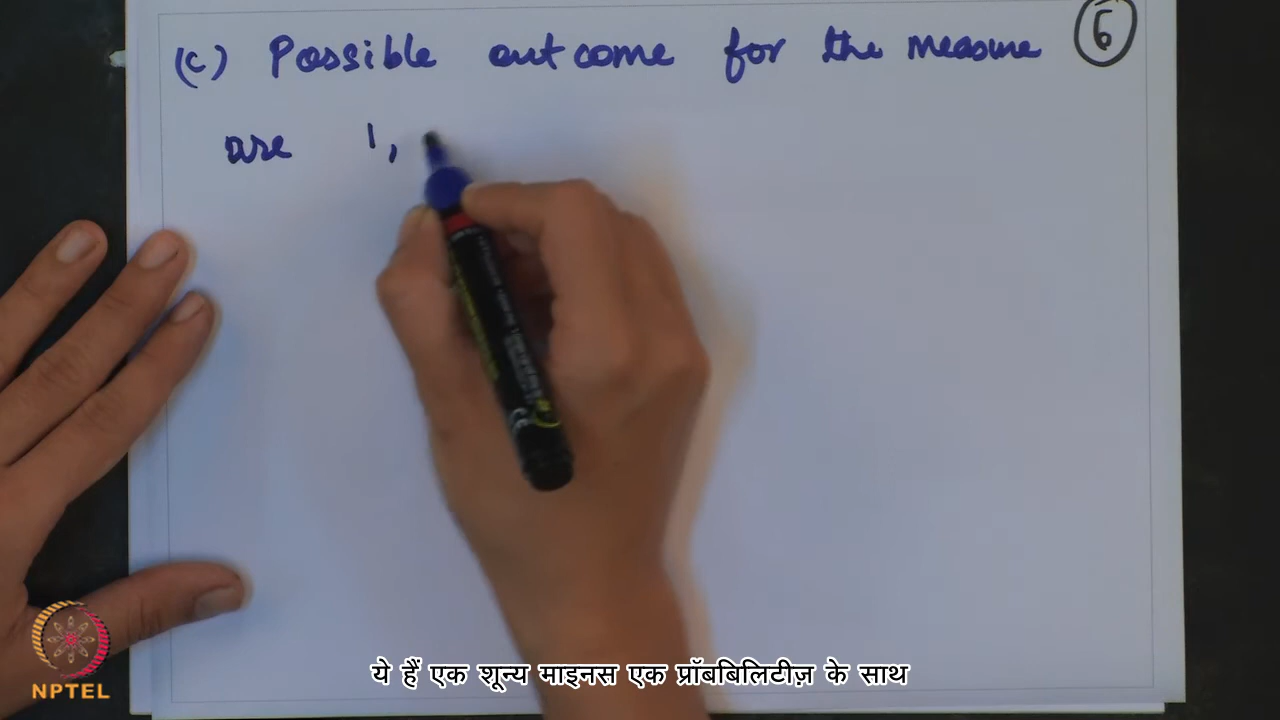 (c) Possible outcome for the measure
6
are 1,
NPTEL
ये हैं एक शून्य माइनस एक प्रॉबबिलिटीज़ के साथ